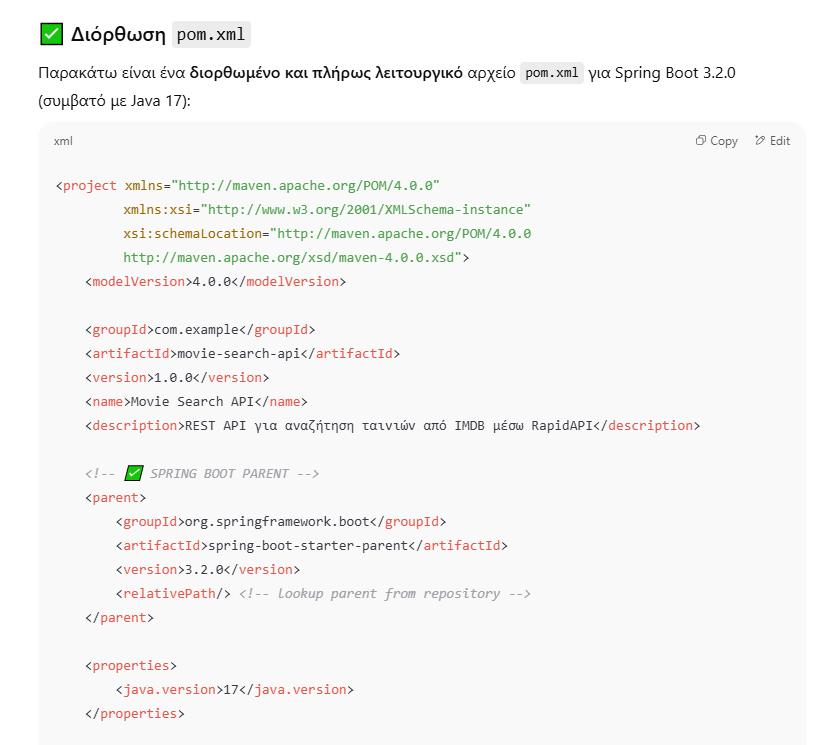 ✅ Διόρθωση pom.xml
Παρακάτω είναι ένα διορθωμένο και πλήρως λειτουργικό αρχείο pom.xml για Spring Boot 3.2.0
(συμβατό με Java 17):
xml Copy Edit
<project xmlns="http://maven.apache.org/POM/4.0.0"
         xmlns:xsi="http://www.w3.org/2001/XMLSchema-instance"
         xsi:schemaLocation="http://maven.apache.org/POM/4.0.0
         http://maven.apache.org/xsd/maven-4.0.0.xsd">
    <modelVersion>4.0.0</modelVersion>
    <groupId>com.example</groupId>
    <artifactId>movie-search-api</artifactId>
    <version>1.0.0</version>
    <name>Movie Search API</name>
    <description>REST API για αναζήτηση ταινιών από IMDB μέσω RapidAPI</description>
    <!-- ✅ SPRING BOOT PARENT -->
    <parent>
        <groupId>org.springframework.boot</groupId>
        <artifactId>spring-boot-starter-parent</artifactId>
        <version>3.2.0</version>
        <relativePath/> <!-- lookup parent from repository -->
    </parent>
    <properties>
        <java.version>17</java.version>
    </properties>